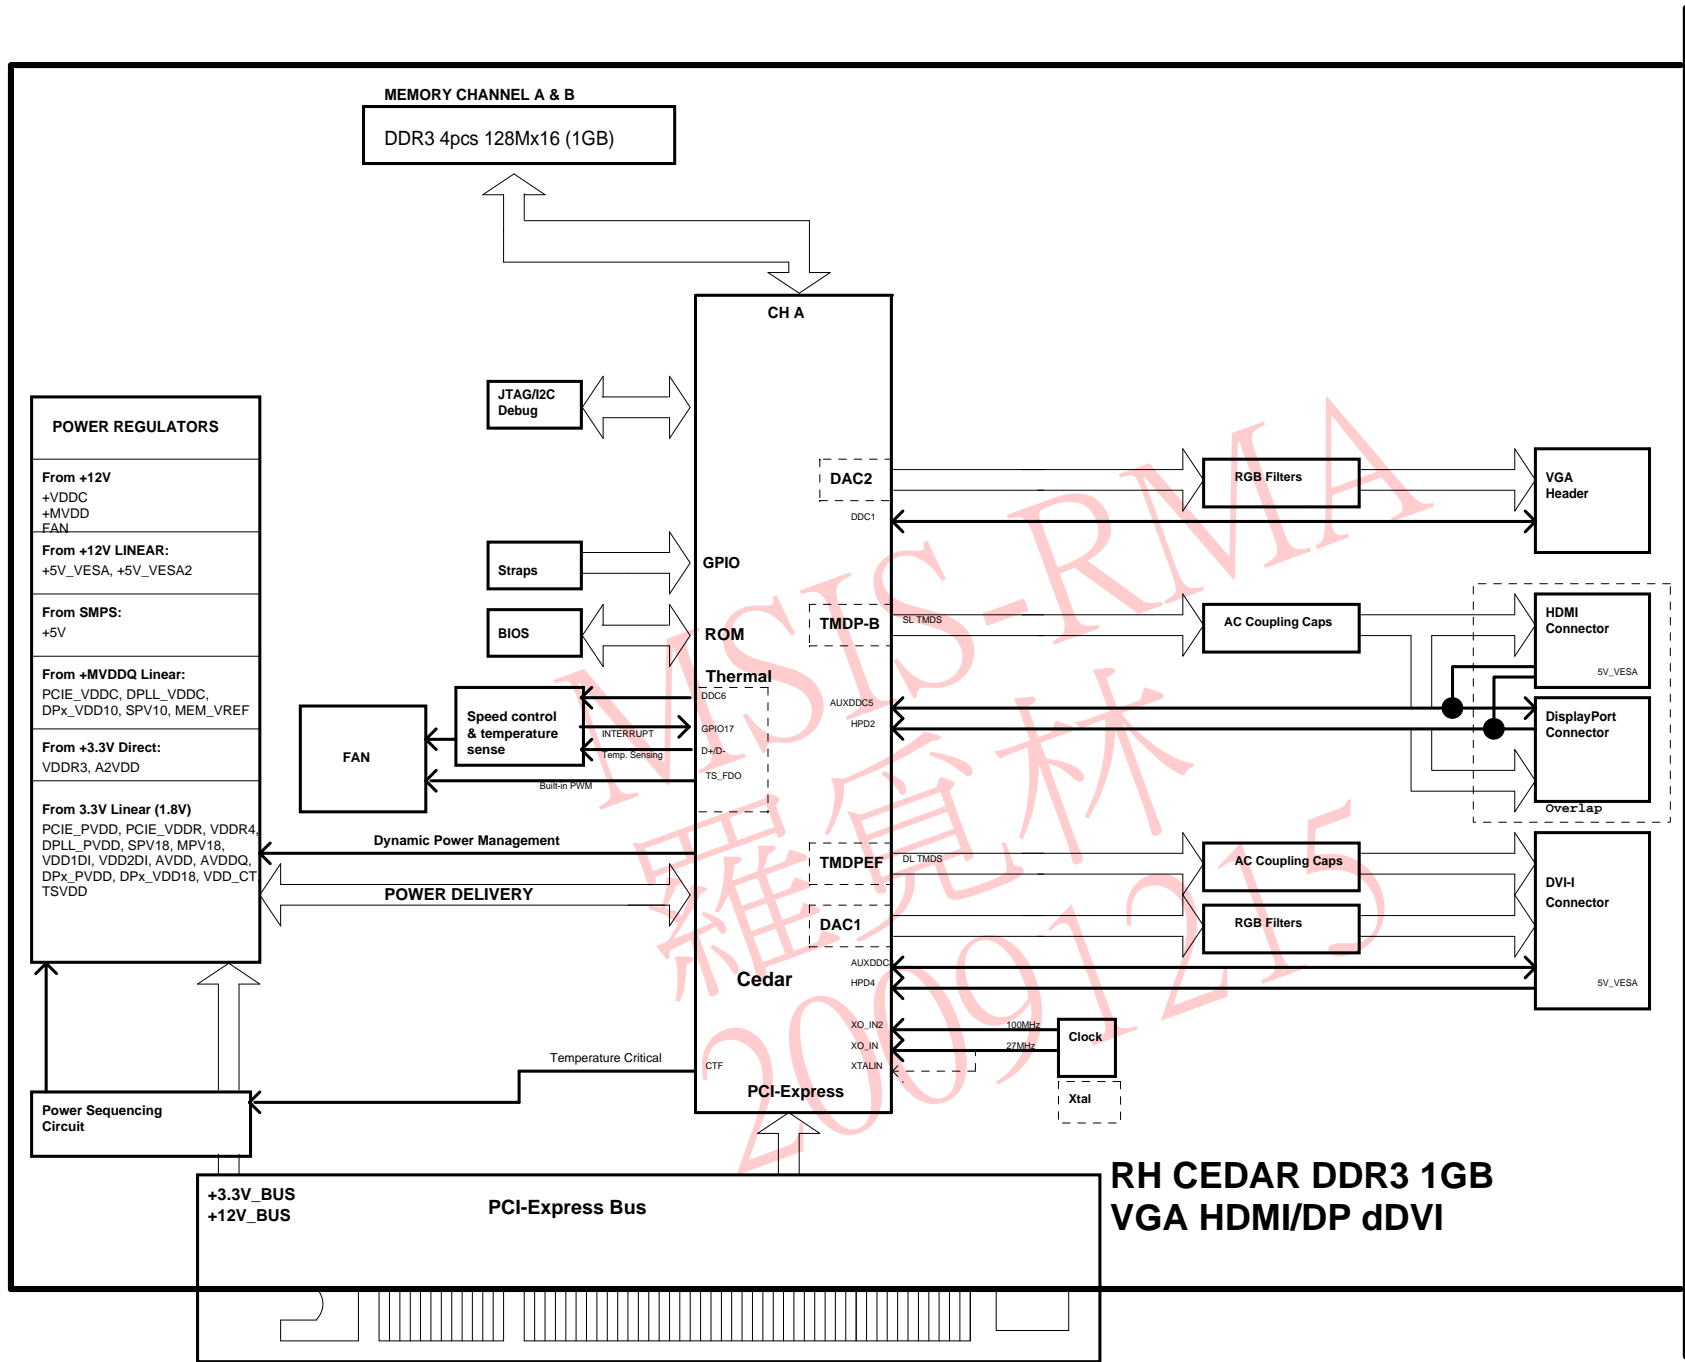 MEMORY CHANNEL A & B
DDR3 4pcs 128Mx16 (1GB)
CH A
JTAG/I2C
Debug
POWER REGULATORS
From +12V
+VDDC
+MVDD
FAN
From +12V LINEAR:
+5V_VESA, +5V_VESA2
From SMPS:
+5V
From +MVDDQ Linear:
PCIE_VDDC, DPLL_VDDC,
DPx_VDD10, SPV10, MEM_VREF
From +3.3V Direct:
VDDR3, A2VDD
From 3.3V Linear (1.8V)
PCIE_PVDD, PCIE_VDDR, VDDR4,
DPLL_PVDD, SPV18, MPV18,
VDD1DI, VDD2DI, AVDD, AVDDQ,
DPx_PVDD, DPx_VDD18, VDD_CT
TSVDD
Straps
GPIO
BIOS
ROM
Thermal
DDC6
GPIO17
D+/D-
TS_FDO
INTERRUPT
Temp. Sensing
Built-in PWM
Speed control
& temperature
sense
FAN
Dynamic Power Management
POWER DELIVERY
DAC2
DDC1
RGB Filters
VGA
Header
TMDP-B
SL TMDS
AC Coupling Caps
HDMI
Connector
5V_VESA
AUXDDC5
HPD2
DisplayPort
Connector
Overlap
TMDPEF
DL TMDS
AC Coupling Caps
DAC1
RGB Filters
DVI-I
Connector
5V_VESA
AUXDDC
HPD4
Cedar
XO_IN2
XO_IN
XTALIN
100MHz
27MHz
Clock
Xtal
Temperature Critical
CTF
PCI-Express
Power Sequencing
Circuit
+3.3V_BUS
+12V_BUS
PCI-Express Bus
RH CEDAR DDR3 1GB
VGA HDMI/DP dDVI
MSIS-RMA
羅覓林
20091215